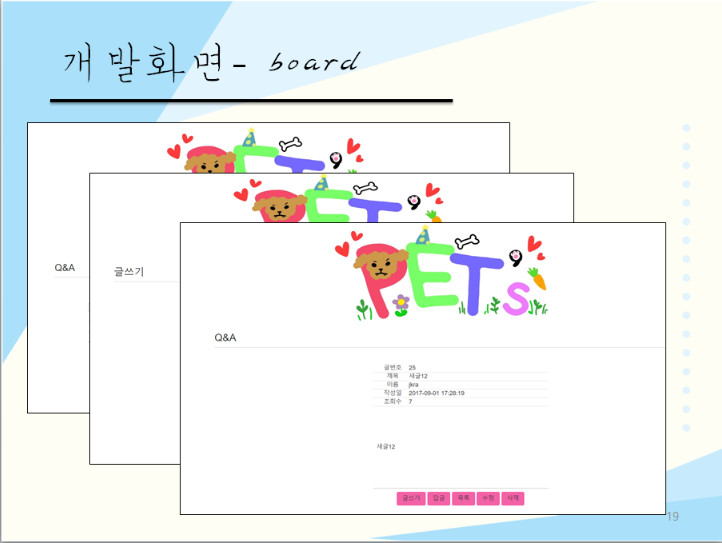 개발화면- board
Q&A
글쓰기
PET's
Q&A
글번호 25
제목 새글12
이름 jkra
작성일 2017-09-01 17:28:19
조회수 7
새글12
글쓰기 답글 목록 수정 삭제
19